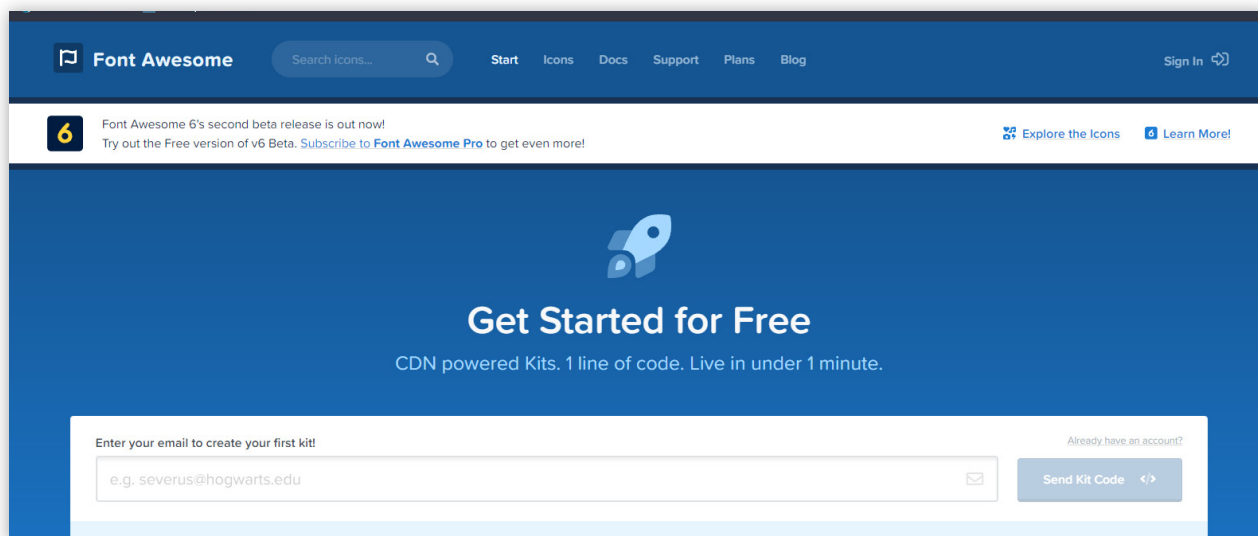 Font Awesome
Search icons...
Start Icons Docs Support Plans Blog
Sign In
6
Font Awesome 6's second beta release is out now!
Try out the Free version of v6 Beta. Subscribe to Font Awesome Pro to get even more!
Explore the Icons
6 Learn More!
Get Started for Free
CDN powered Kits. 1 line of code. Live in under 1 minute.
Enter your email to create your first kit!
Already have an account?
e.g. severus@hogwarts.edu
Send Kit Code </>